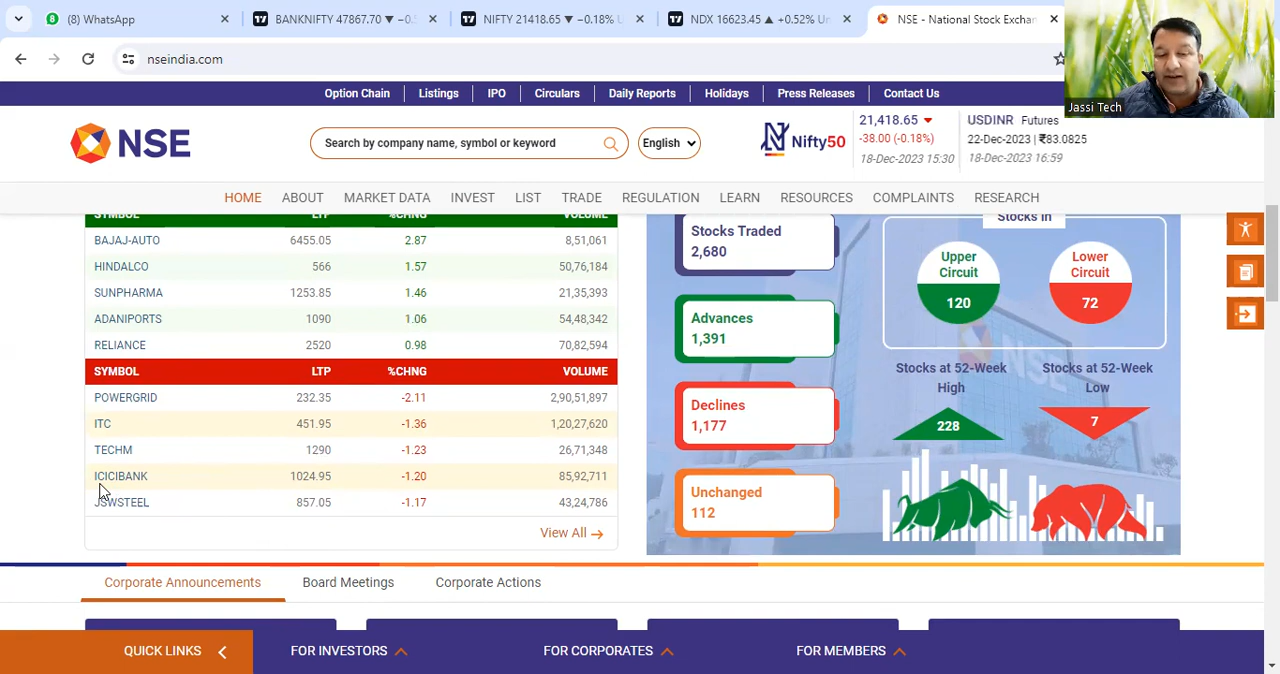 (8) WhatsApp
BANKNIFTY 47867.70 ▼ −0.5
NIFTY 21418.65 ▼ −0.18% U
NDX 16623.45 ▲ +0.52% Un
NSE - National Stock Exchan
nseindia.com
Jassi Tech
Option Chain
Listings
IPO
Circulars
Daily Reports
Holidays
Press Releases
Contact Us
NSE
Search by company name, symbol or keyword
English
Nifty50
21,418.65 ▼
-38.00 (-0.18%)
18-Dec-2023 15:30
USDINR Futures
22-Dec-2023 | ₹83.0825
18-Dec-2023 16:59
HOME ABOUT MARKET DATA INVEST LIST TRADE REGULATION LEARN RESOURCES COMPLAINTS RESEARCH
SYMBOL LTP %CHNG VOLUME
BAJAJ-AUTO 6455.05 2.87 8,51,061
HINDALCO 566 1.57 50,76,184
SUNPHARMA 1253.85 1.46 21,35,393
ADANIPORTS 1090 1.06 54,48,342
RELIANCE 2520 0.98 70,82,594
SYMBOL LTP %CHNG VOLUME
POWERGRID 232.35 -2.11 2,90,51,897
ITC 451.95 -1.36 1,20,27,620
TECHM 1290 -1.23 26,71,348
ICICIBANK 1024.95 -1.20 85,92,711
JSWSTEEL 857.05 -1.17 43,24,786
View All
Stocks Traded
2,680
Advances
1,391
Declines
1,177
Unchanged
112
Stocks in
Upper
Circuit
120
Lower
Circuit
72
Stocks at 52-Week
High
228
Stocks at 52-Week
Low
7
Corporate Announcements
Board Meetings
Corporate Actions
QUICK LINKS
FOR INVESTORS
FOR CORPORATES
FOR MEMBERS